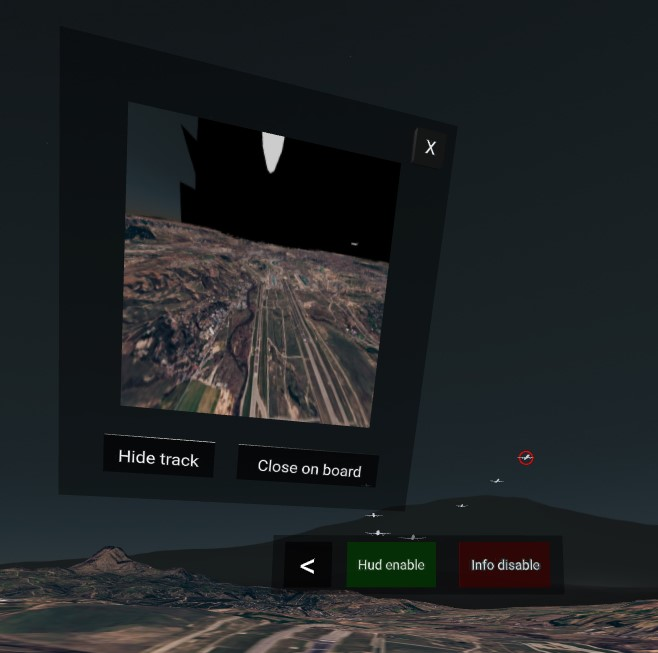 X
Hide track
Close on board
<
Hud enable
Info disable